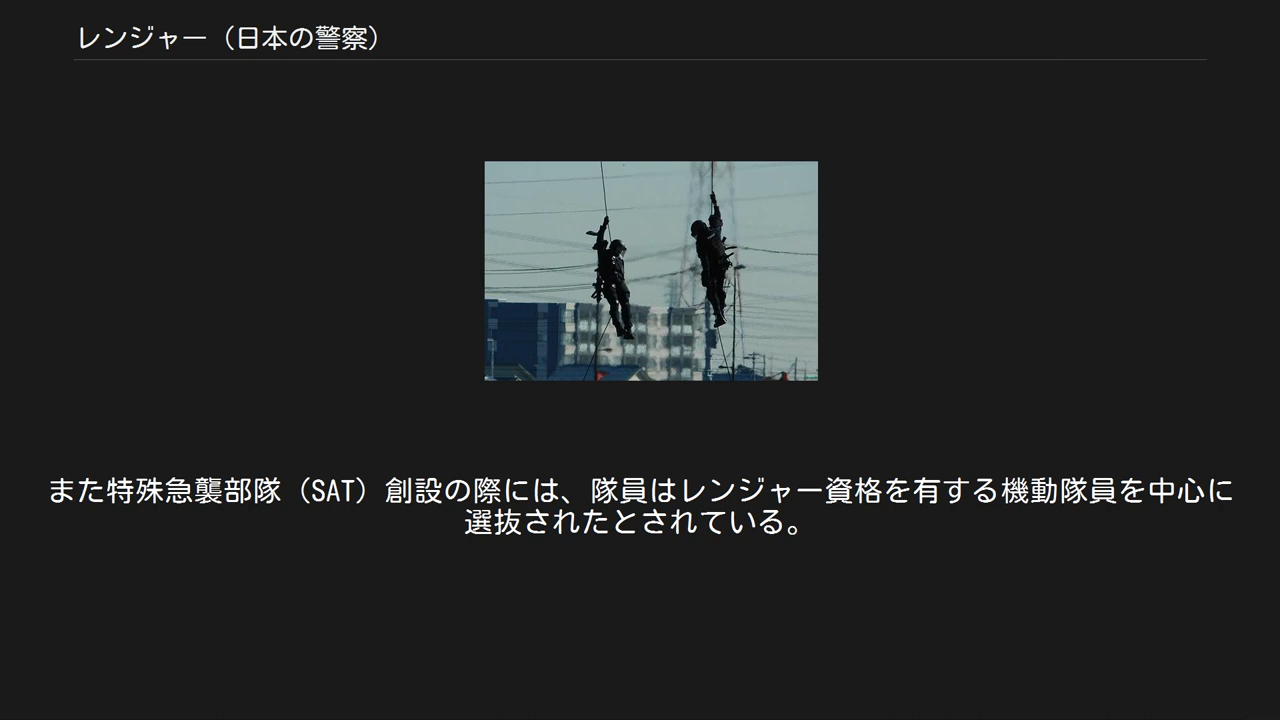 レンジャー（日本の警察）
また特殊急襲部隊（SAT）創設の際には、隊員はレンジャー資格を有する機動隊員を中心に
選抜されたとされている。